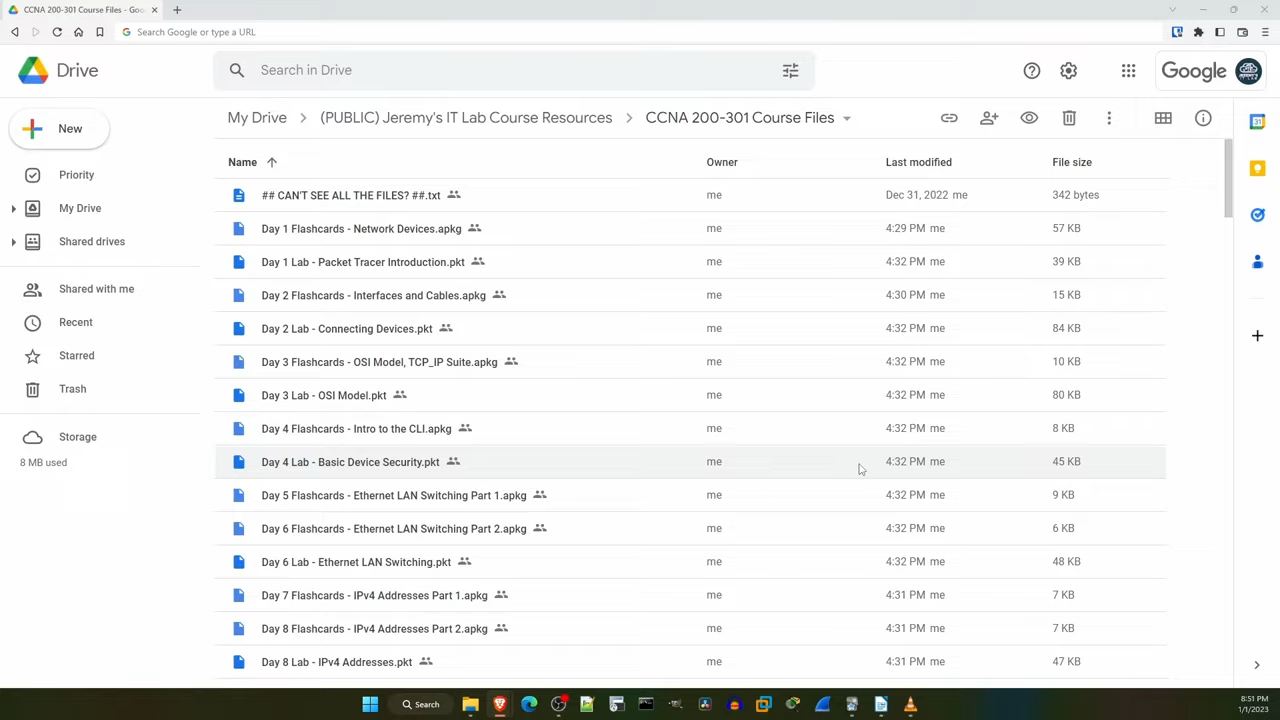 CCNA 200-301 Course Files - Goo
Search Google or type a URL
Drive
Search in Drive
Google
New
My Drive > (PUBLIC) Jeremy's IT Lab Course Resources > CCNA 200-301 Course Files
Priority
My Drive
Shared drives
Shared with me
Recent
Starred
Trash
Storage
8 MB used
Name Owner Last modified File size
## CAN'T SEE ALL THE FILES? ##.txt me Dec 31, 2022 me 342 bytes
Day 1 Flashcards - Network Devices.apkg me 4:29 PM me 57 KB
Day 1 Lab - Packet Tracer Introduction.pkt me 4:32 PM me 39 KB
Day 2 Flashcards - Interfaces and Cables.apkg me 4:30 PM me 15 KB
Day 2 Lab - Connecting Devices.pkt me 4:32 PM me 84 KB
Day 3 Flashcards - OSI Model, TCP_IP Suite.apkg me 4:32 PM me 10 KB
Day 3 Lab - OSI Model.pkt me 4:32 PM me 80 KB
Day 4 Flashcards - Intro to the CLI.apkg me 4:32 PM me 8 KB
Day 4 Lab - Basic Device Security.pkt me 4:32 PM me 45 KB
Day 5 Flashcards - Ethernet LAN Switching Part 1.apkg me 4:32 PM me 9 KB
Day 6 Flashcards - Ethernet LAN Switching Part 2.apkg me 4:32 PM me 6 KB
Day 6 Lab - Ethernet LAN Switching.pkt me 4:32 PM me 48 KB
Day 7 Flashcards - IPv4 Addresses Part 1.apkg me 4:31 PM me 7 KB
Day 8 Flashcards - IPv4 Addresses Part 2.apkg me 4:31 PM me 7 KB
Day 8 Lab - IPv4 Addresses.pkt me 4:31 PM me 47 KB
Search
8:51 PM
1/1/2023